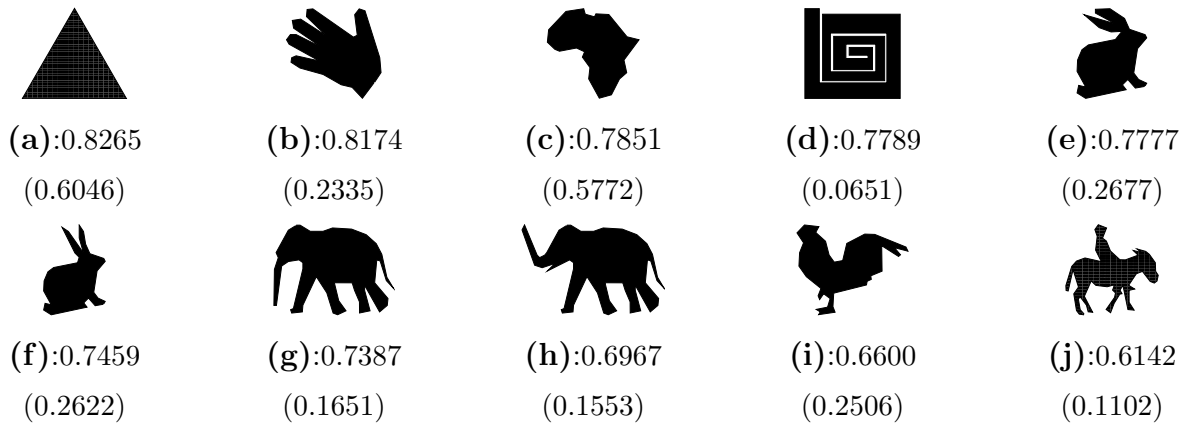 (a):0.8265 (b):0.8174 (c):0.7851 (d):0.7789 (e):0.7777
(0.6046) (0.2335) (0.5772) (0.0651) (0.2677)
(f):0.7459 (g):0.7387 (h):0.6967 (i):0.6600 (j):0.6142
(0.2622) (0.1651) (0.1553) (0.2506) (0.1102)